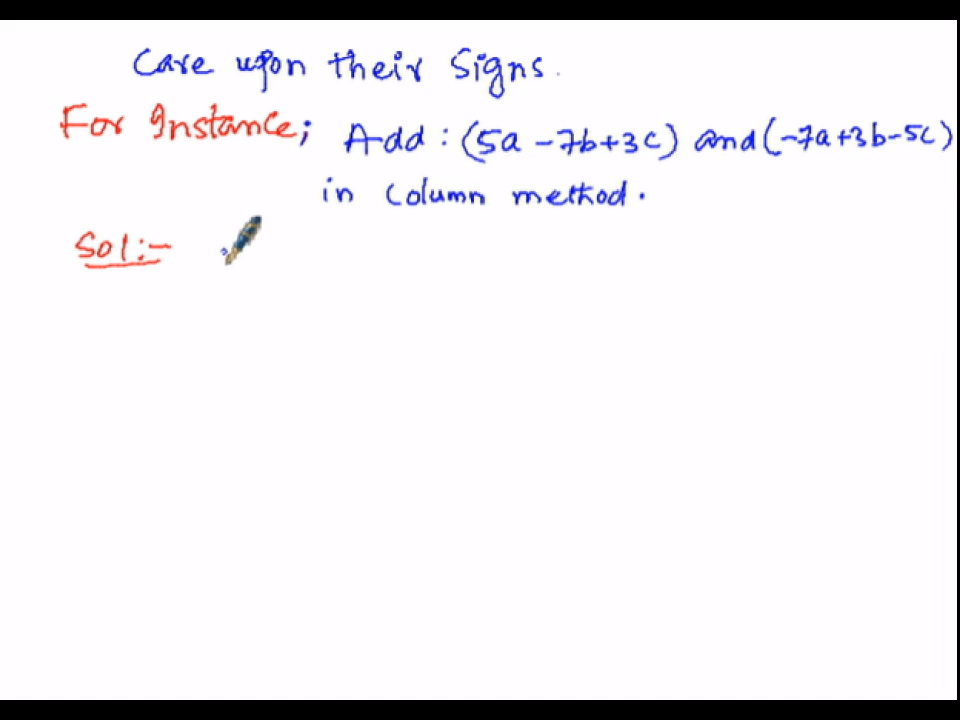 Care upon their Signs.
For Instance; Add : (5a - 7b + 3c) and (-7a + 3b - 5c)
in Column method.
Sol:-